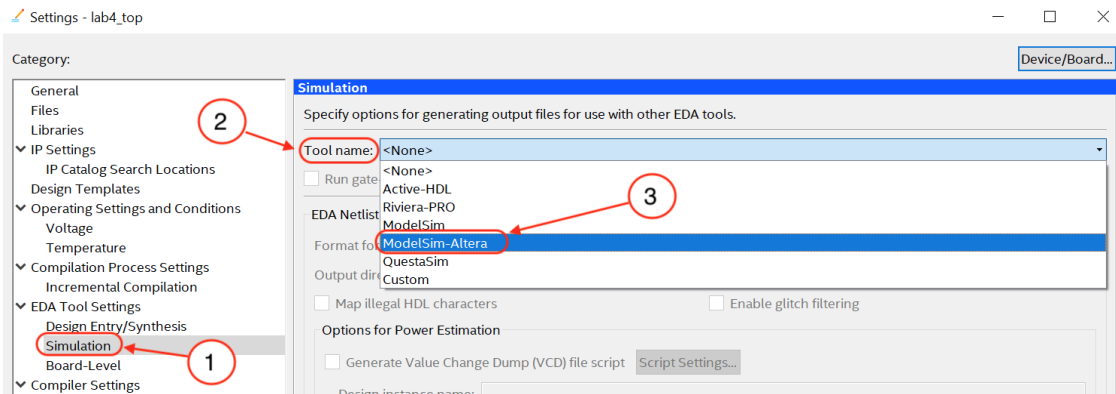 Settings - lab4_top
Category:
Device/Board...
General
Files
Libraries
IP Settings
IP Catalog Search Locations
Design Templates
Operating Settings and Conditions
Voltage
Temperature
Compilation Process Settings
Incremental Compilation
EDA Tool Settings
Design Entry/Synthesis
Simulation
Board-Level
Compiler Settings
1
2
Simulation
Specify options for generating output files for use with other EDA tools.
Tool name: <None>
<None>
Active-HDL
Riviera-PRO
ModelSim
ModelSim-Altera
QuestaSim
Custom
3
Run gate
EDA Netlist
Format fo
Output dire
Map illegal HDL characters
Enable glitch filtering
Options for Power Estimation
Generate Value Change Dump (VCD) file script Script Settings...
Design instance name: